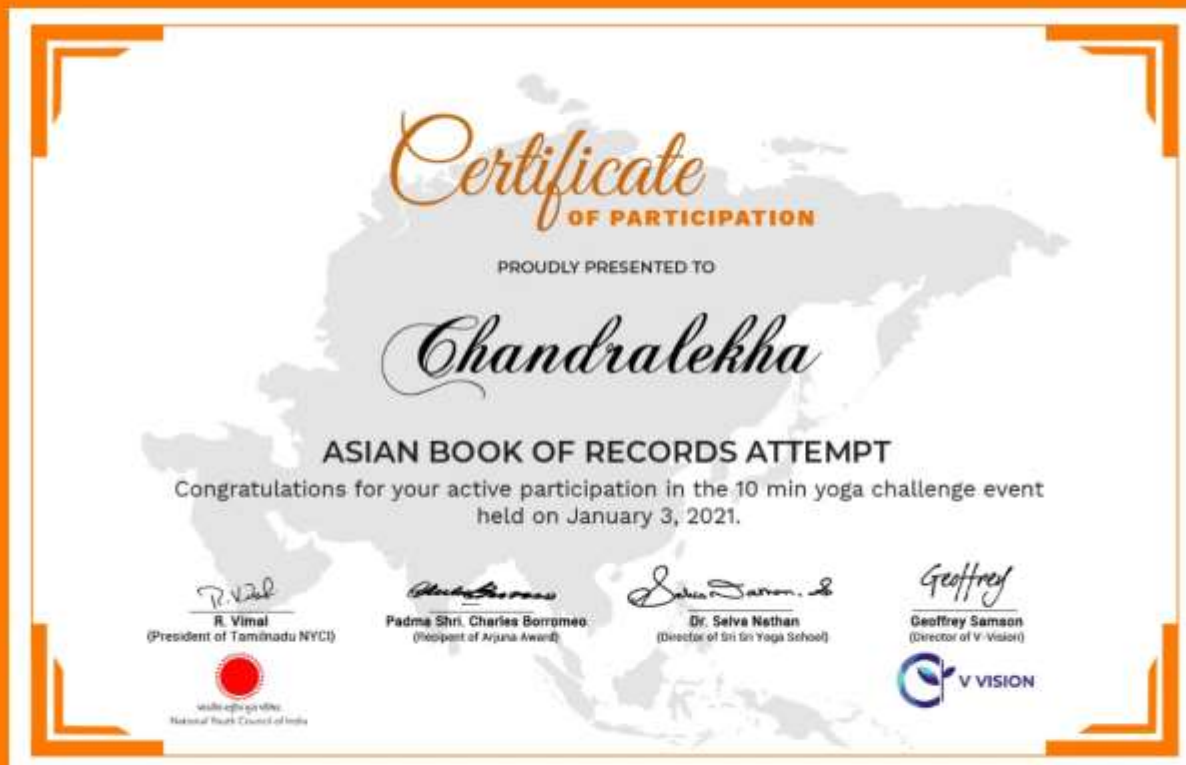 Certificate
OF PARTICIPATION
PROUDLY PRESENTED TO
Chandralekha
ASIAN BOOK OF RECORDS ATTEMPT
Congratulations for your active participation in the 10 min yoga challenge event
held on January 3, 2021.
R. Vimal
(President of Tamilnadu NYCI)
Padma Shri. Charles Borromeo
(Recipent of Arjuna Award)
Dr. Selva Nathan
(Director of Sri Sri Yoga School)
Geoffrey
Geoffrey Samson
(Director of V-Vision)
National Youth Council of India
V VISION